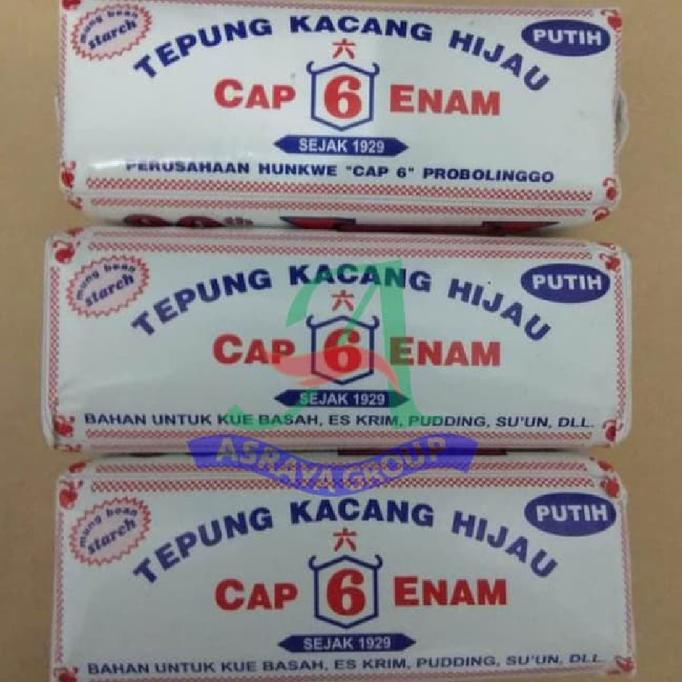 mung bean
starch
TEPUNG KACANG HIJAU
PUTIH
六
CAP 6 ENAM
SEJAK 1929
PERUSAHAAN HUNKWE "CAP 6" PROBOLINGGO
mung bean
starch
TEPUNG KACANG HIJAU
PUTIH
六
CAP 6 ENAM
SEJAK 1929
BAHAN UNTUK KUE BASAH, ES KRIM, PUDDING, SU'UN, DLL.
A
ASRAYA GROUP
mung bean
starch
TEPUNG KACANG HIJAU
PUTIH
六
CAP 6 ENAM
SEJAK 1929
BAHAN UNTUK KUE BASAH, ES KRIM, PUDDING, SU'UN, DLL.